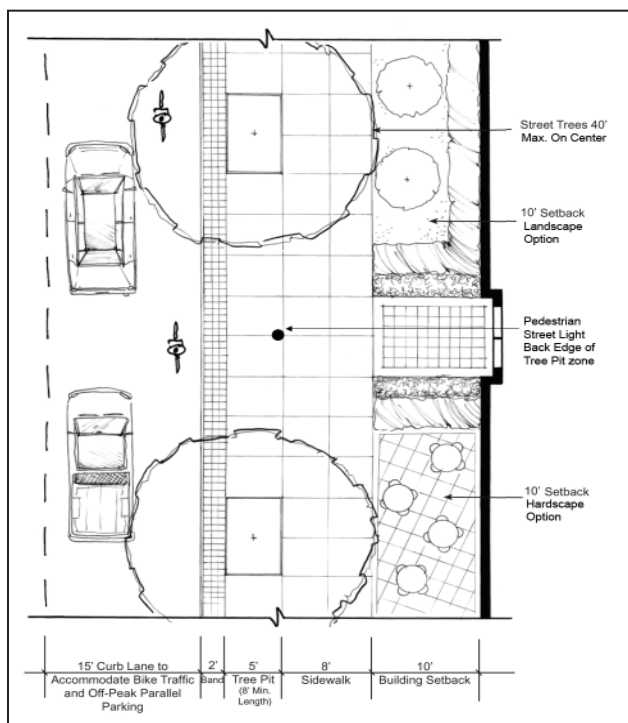 Street Trees 40'
Max. On Center
10' Setback
Landscape
Option
Pedestrian
Street Light
Back Edge of
Tree Pit zone
10' Setback
Hardscape
Option
15' Curb Lane to
Accommodate Bike Traffic
and Off-Peak Parallel
Parking
2'
Band
5'
Tree Pit
(8' Min.
Length)
8'
Sidewalk
10'
Building Setback